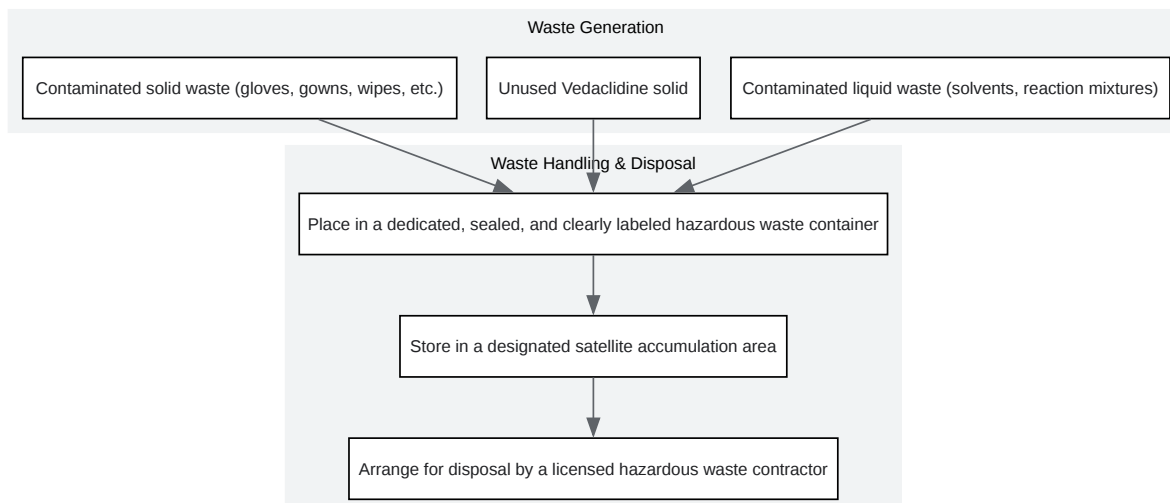 Waste Generation
Contaminated solid waste (gloves, gowns, wipes, etc.)
Unused Vedaclidine solid
Contaminated liquid waste (solvents, reaction mixtures)
Waste Handling & Disposal
Place in a dedicated, sealed, and clearly labeled hazardous waste container
Store in a designated satellite accumulation area
Arrange for disposal by a licensed hazardous waste contractor